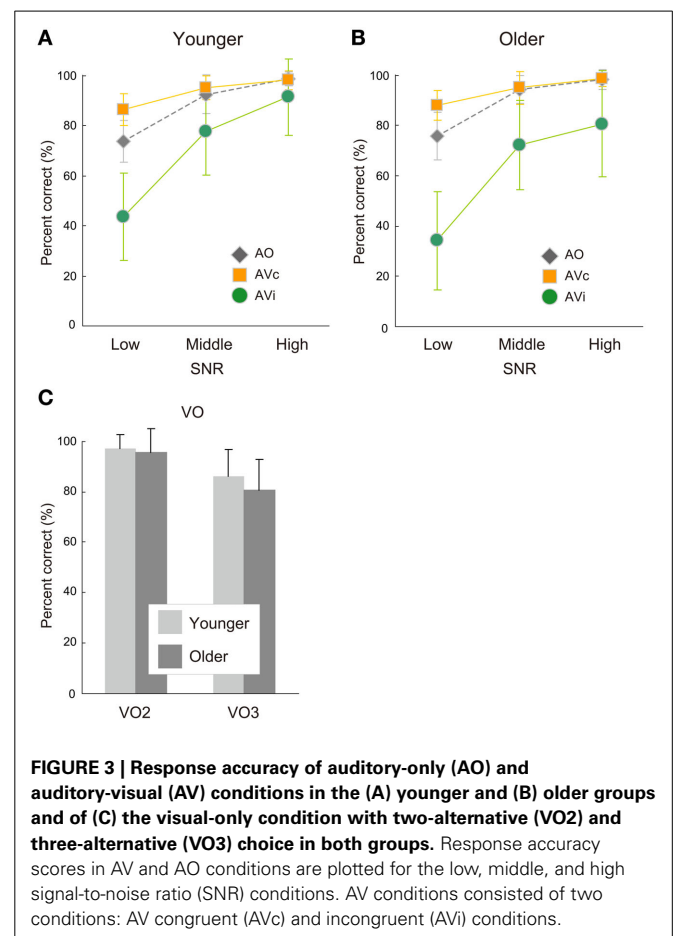 A
Younger
100
80
60
40
20
0
Percent correct (%)
AO
AVc
AVi
Low Middle High
SNR
B
Older
100
80
60
40
20
0
Percent correct (%)
AO
AVc
AVi
Low Middle High
SNR
C
VO
100
80
60
40
20
0
Percent correct (%)
Younger
Older
VO2 VO3
FIGURE 3 | Response accuracy of auditory-only (AO) and
auditory-visual (AV) conditions in the (A) younger and (B) older groups
and of (C) the visual-only condition with two-alternative (VO2) and
three-alternative (VO3) choice in both groups. Response accuracy
scores in AV and AO conditions are plotted for the low, middle, and high
signal-to-noise ratio (SNR) conditions. AV conditions consisted of two
conditions: AV congruent (AVc) and incongruent (AVi) conditions.